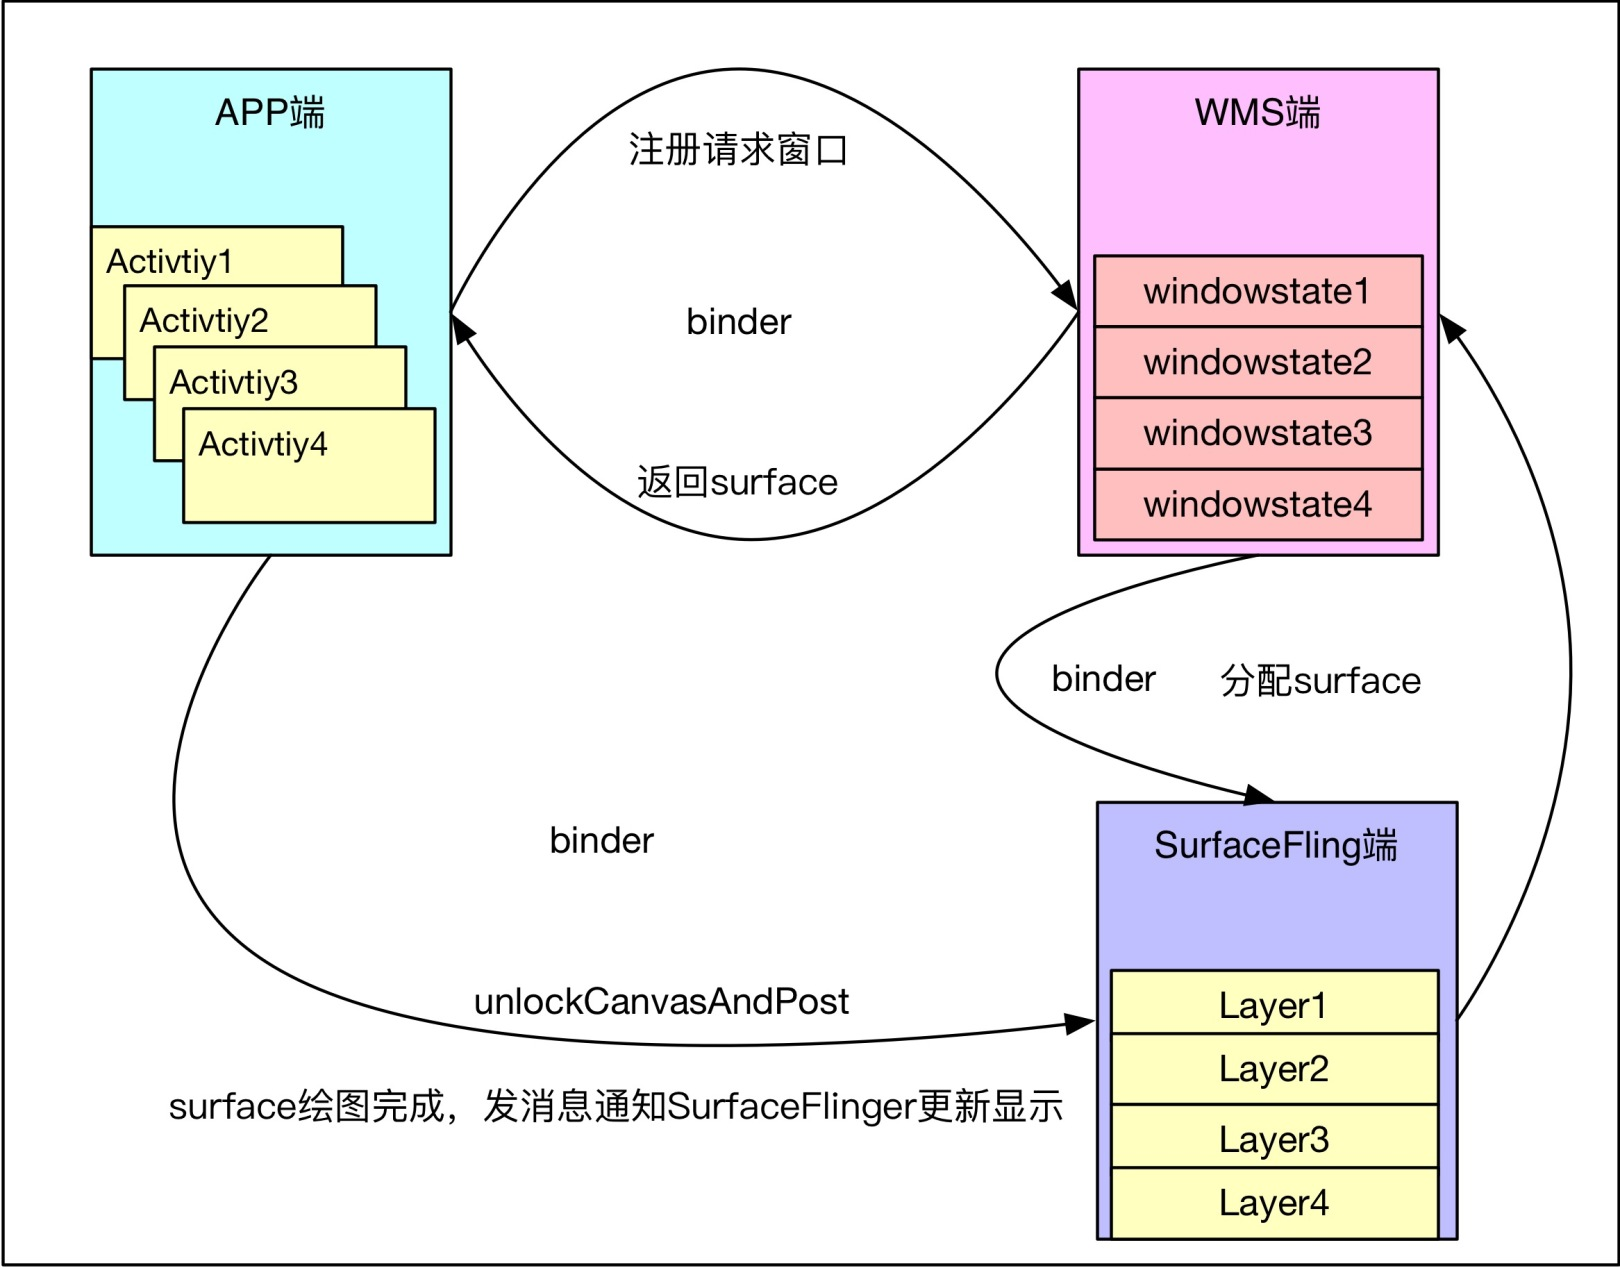 APP端
Activtiy1
Activtiy2
Activtiy3
Activtiy4
注册请求窗口
binder
返回surface
WMS端
windowstate1
windowstate2
windowstate3
windowstate4
binder
分配surface
binder
unlockCanvasAndPost
surface绘图完成，发消息通知SurfaceFlinger更新显示
SurfaceFling端
Layer1
Layer2
Layer3
Layer4